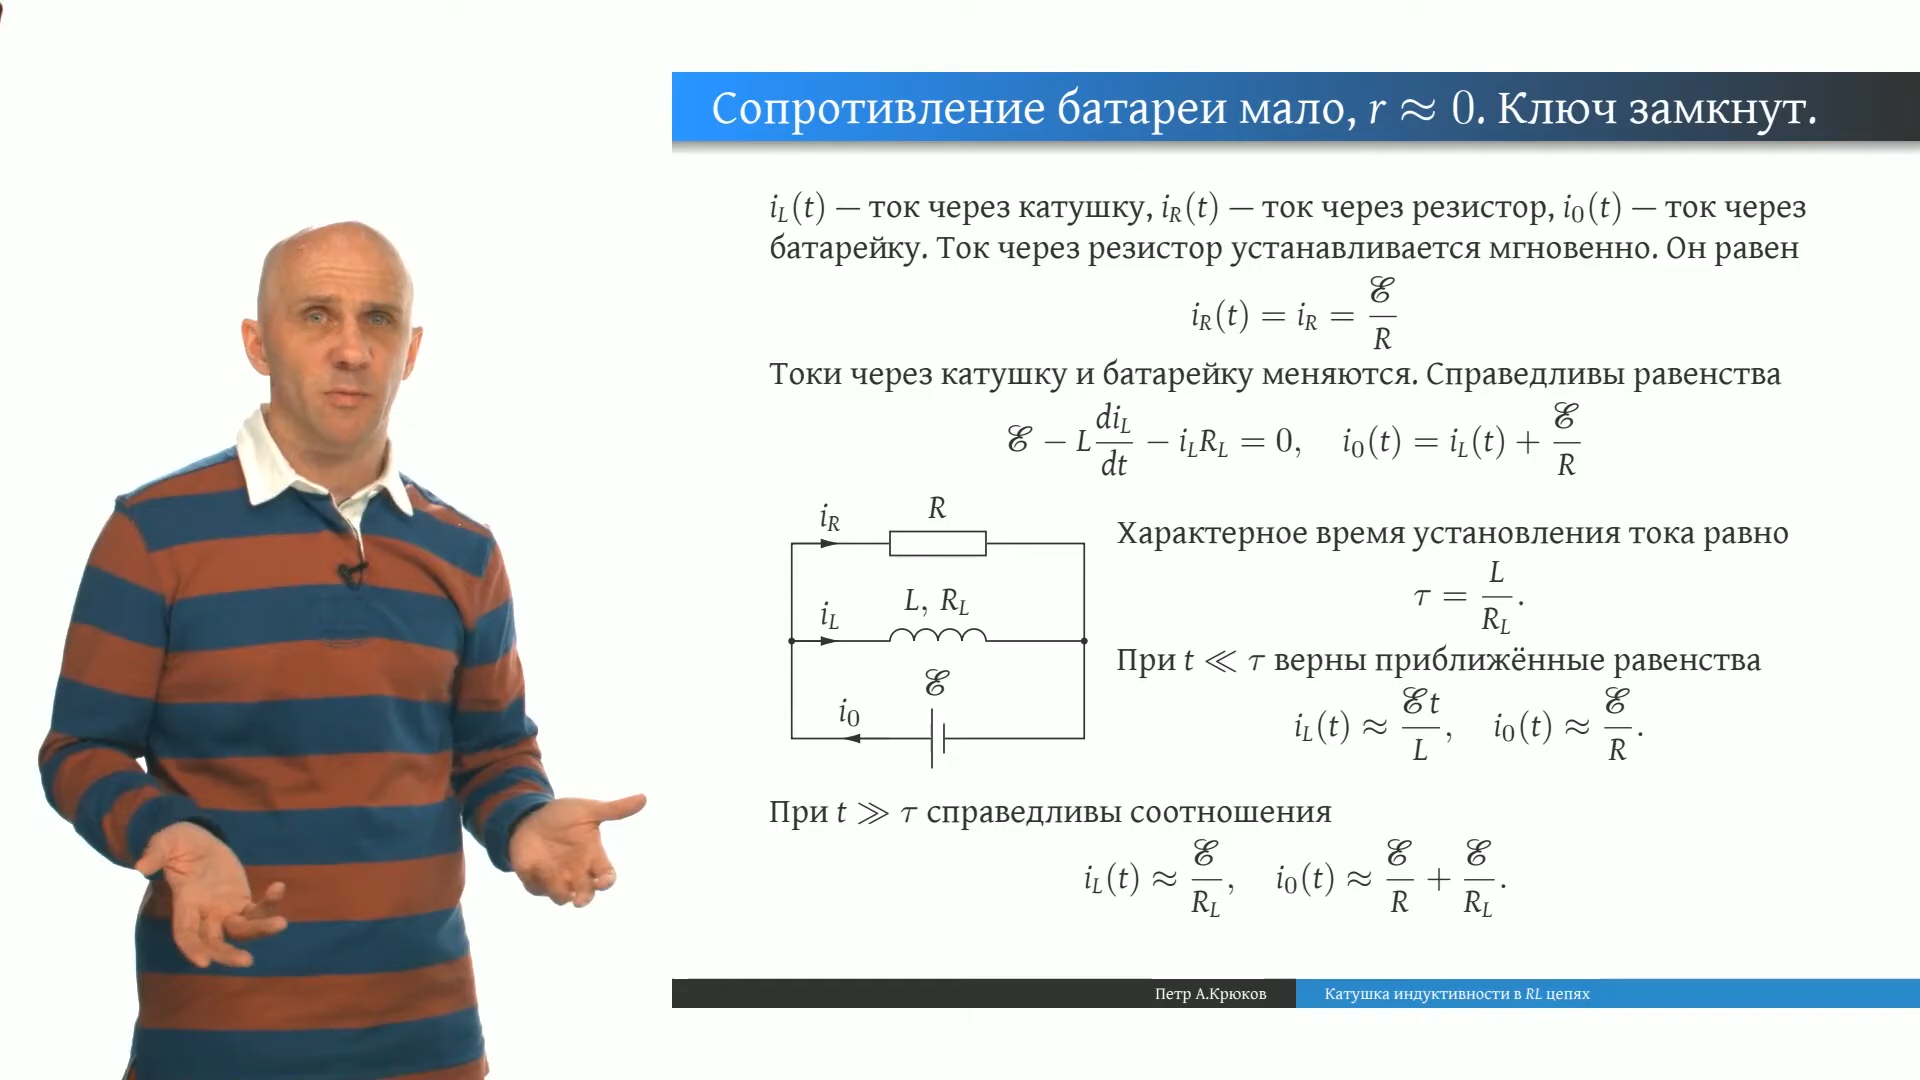 Сопротивление батареи мало, r ≈ 0. Ключ замкнут.
i_L(t) — ток через катушку, i_R(t) — ток через резистор, i_0(t) — ток через
батарейку. Ток через резистор устанавливается мгновенно. Он равен
i_R(t) = i_R = ℰ/R
Токи через катушку и батарейку меняются. Справедливы равенства
ℰ − L di_L/dt − i_L R_L = 0, i_0(t) = i_L(t) + ℰ/R
i_R R
i_L L, R_L
i_0 ℰ
Характерное время установления тока равно
τ = L/R_L.
При t ≪ τ верны приближённые равенства
i_L(t) ≈ ℰt/L, i_0(t) ≈ ℰ/R.
При t ≫ τ справедливы соотношения
i_L(t) ≈ ℰ/R_L, i_0(t) ≈ ℰ/R + ℰ/R_L.
Петр А.Крюков Катушка индуктивности в RL цепях